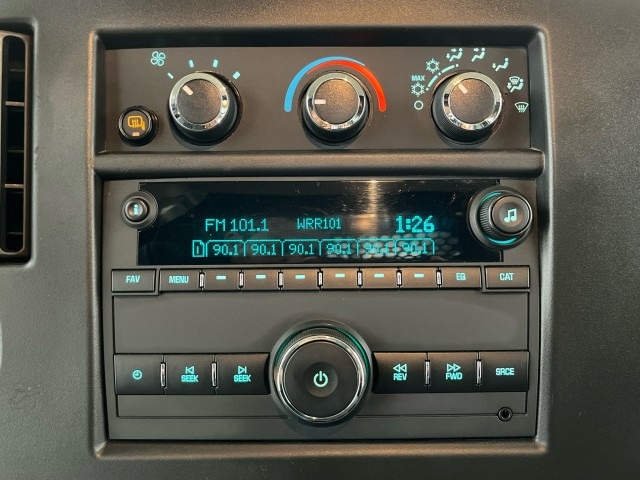 MAX
FM 101.1 WRR101 1:26
1 90.1 90.1 90.1 90.1 90.1 90.1
FAV MENU EQ CAT
SEEK SEEK REV FWD SRCE